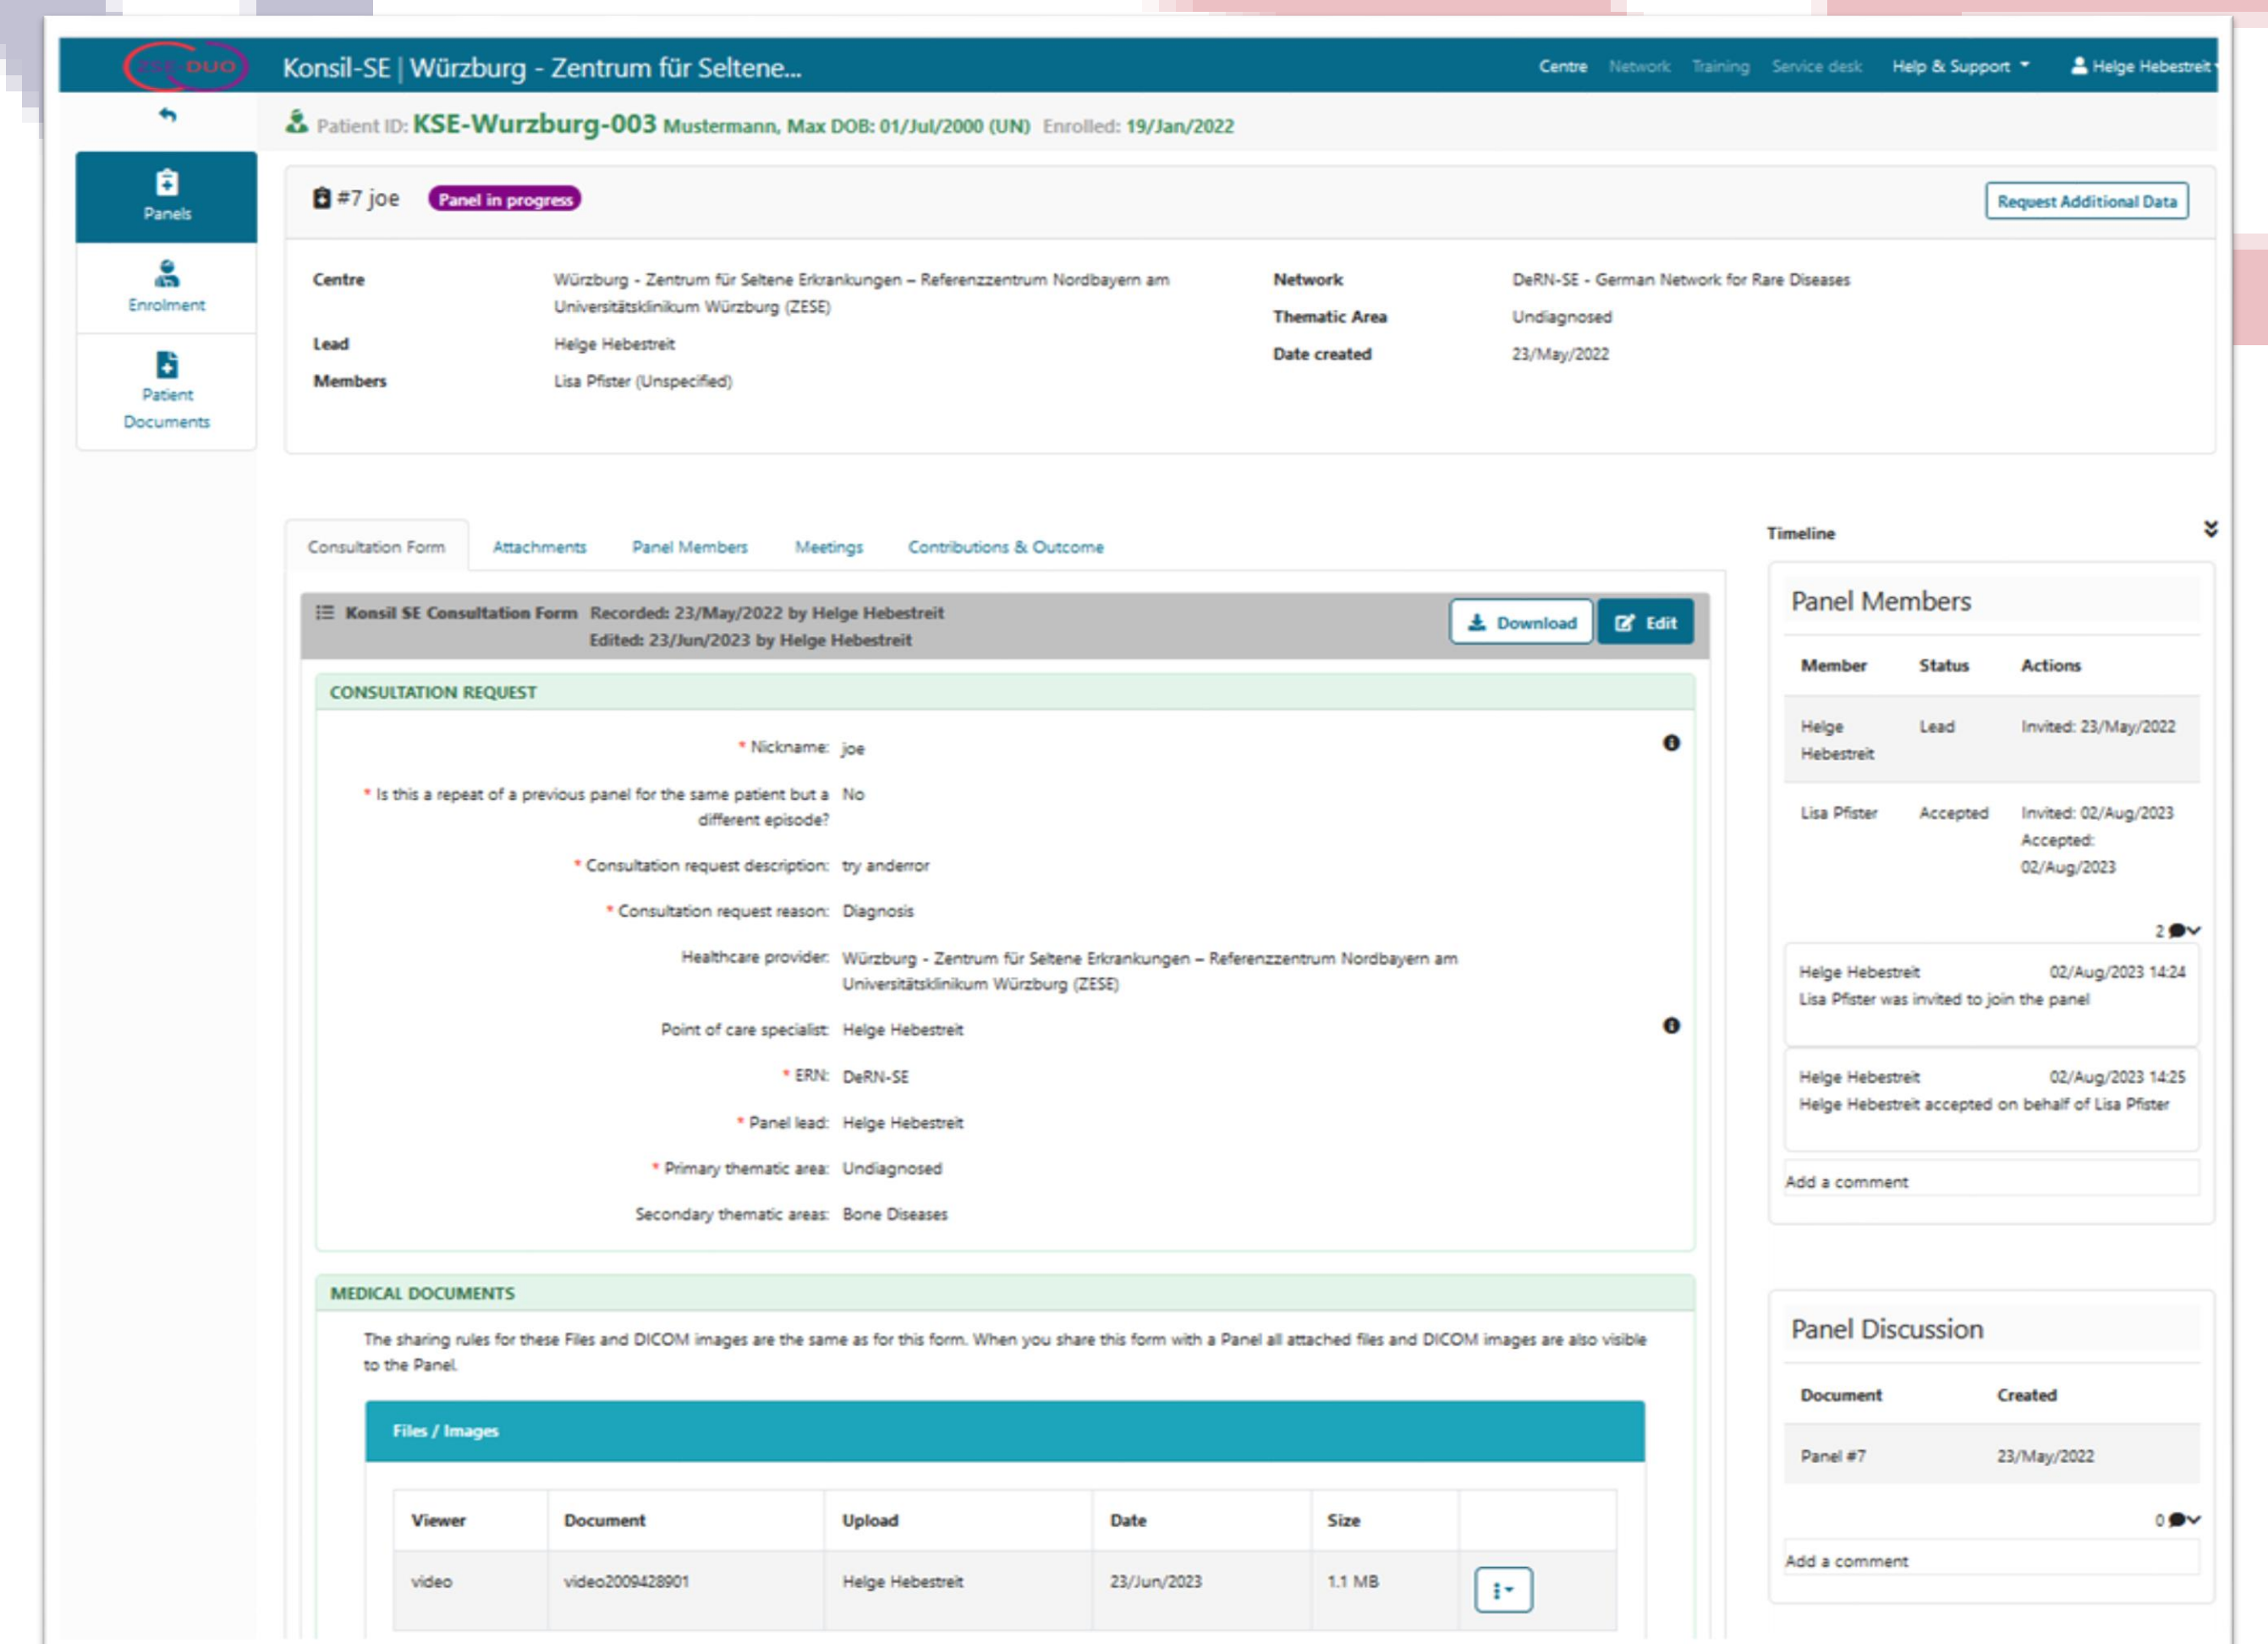 ZSE-DUO
Konsil-SE | Würzburg - Zentrum für Seltene...
Centre Network Training Service desk Help & Support Helge Hebestreit
Patient ID: KSE-Wurzburg-003 Mustermann, Max DOB: 01/Jul/2000 (UN) Enrolled: 19/Jan/2022
Panels
Enrolment
Patient
Documents
#7 joe Panel in progress
Request Additional Data
Centre Würzburg - Zentrum für Seltene Erkrankungen – Referenzzentrum Nordbayern am
Universitätsklinikum Würzburg (ZESE)
Lead Helge Hebestreit
Members Lisa Pfister (Unspecified)
Network DeRN-SE - German Network for Rare Diseases
Thematic Area Undiagnosed
Date created 23/May/2022
Consultation Form Attachments Panel Members Meetings Contributions & Outcome
Konsil SE Consultation Form Recorded: 23/May/2022 by Helge Hebestreit
Edited: 23/Jun/2023 by Helge Hebestreit
Download Edit
CONSULTATION REQUEST
* Nickname: joe
* Is this a repeat of a previous panel for the same patient but a No
different episode?
* Consultation request description: try anderror
* Consultation request reason: Diagnosis
Healthcare provider: Würzburg - Zentrum für Seltene Erkrankungen – Referenzzentrum Nordbayern am
Universitätsklinikum Würzburg (ZESE)
Point of care specialist: Helge Hebestreit
* ERN: DeRN-SE
* Panel lead: Helge Hebestreit
* Primary thematic area: Undiagnosed
Secondary thematic areas: Bone Diseases
MEDICAL DOCUMENTS
The sharing rules for these Files and DICOM images are the same as for this form. When you share this form with a Panel all attached files and DICOM images are also visible
to the Panel.
Files / Images
Viewer Document Upload Date Size
video video2009428901 Helge Hebestreit 23/Jun/2023 1.1 MB
Timeline
Panel Members
Member Status Actions
Helge Lead Invited: 23/May/2022
Hebestreit
Lisa Pfister Accepted Invited: 02/Aug/2023
Accepted:
02/Aug/2023
2
Helge Hebestreit 02/Aug/2023 14:24
Lisa Pfister was invited to join the panel
Helge Hebestreit 02/Aug/2023 14:25
Helge Hebestreit accepted on behalf of Lisa Pfister
Add a comment
Panel Discussion
Document Created
Panel #7 23/May/2022
0
Add a comment